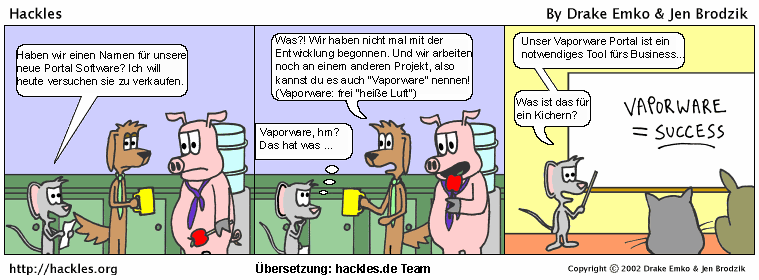 Hackles
By Drake Emko & Jen Brodzik
Haben wir einen Namen für unsere
neue Portal Software? Ich will
heute versuchen sie zu verkaufen.
Was?! Wir haben nicht mal mit der
Entwicklung begonnen. Und wir arbeiten
noch an einem anderen Projekt, also
kannst du es auch "Vaporware" nennen!
(Vaporware: frei "heiße Luft")
Vaporware, hm?
Das hat was ...
Unser Vaporware Portal ist ein
notwendiges Tool fürs Business...
Was ist das für
ein Kichern?
VAPORWARE
= SUCCESS
http://hackles.org
Übersetzung: hackles.de Team
Copyright © 2002 Drake Emko & Jen Brodzik